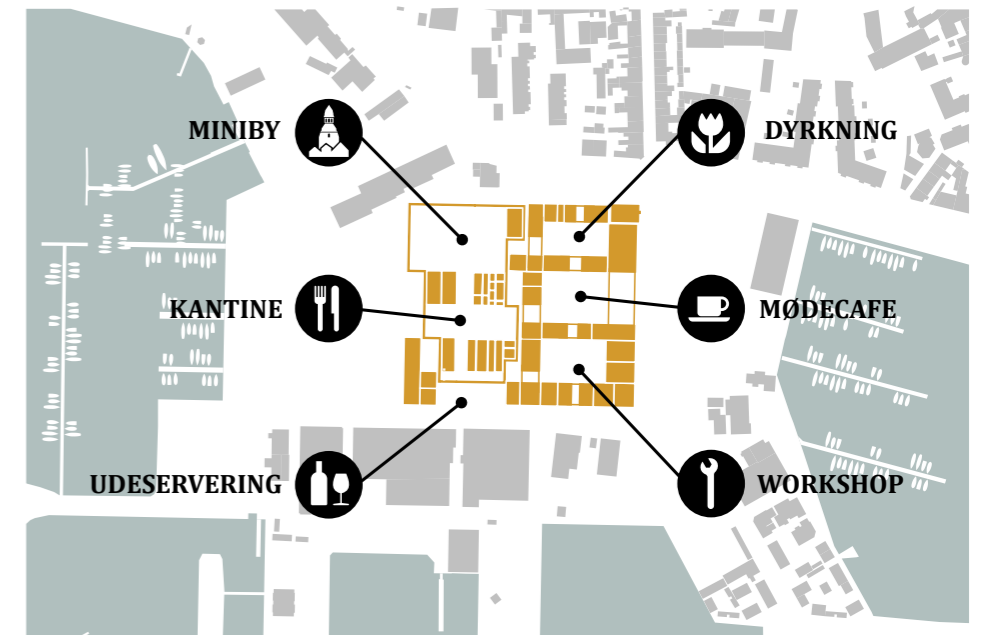 MINIBY
DYRKNING
KANTINE
MØDECAFE
UDESERVERING
WORKSHOP